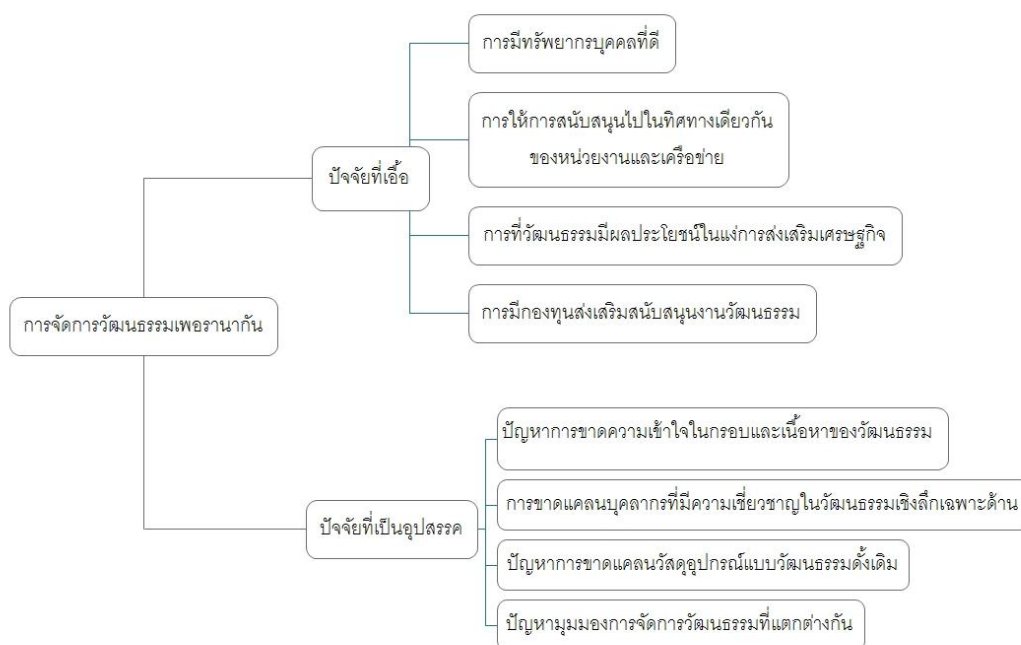 การจัดการวัฒนธรรมเพอรานากัน
ปัจจัยที่เอื้อ
การมีทรัพยากรบุคคลที่ดี
การให้การสนับสนุนไปในทิศทางเดียวกัน
ของหน่วยงานและเครือข่าย
การที่วัฒนธรรมมีผลประโยชน์ในแง่การส่งเสริมเศรษฐกิจ
การมีกองทุนส่งเสริมสนับสนุนงานวัฒนธรรม
ปัจจัยที่เป็นอุปสรรค
ปัญหาการขาดความเข้าใจในกรอบและเนื้อหาของวัฒนธรรม
การขาดแคลนบุคลากรที่มีความเชี่ยวชาญในวัฒนธรรมเชิงลึกเฉพาะด้าน
ปัญหาการขาดแคลนวัสดุอุปกรณ์แบบวัฒนธรรมดั้งเดิม
ปัญหามุมมองการจัดการวัฒนธรรมที่แตกต่างกัน